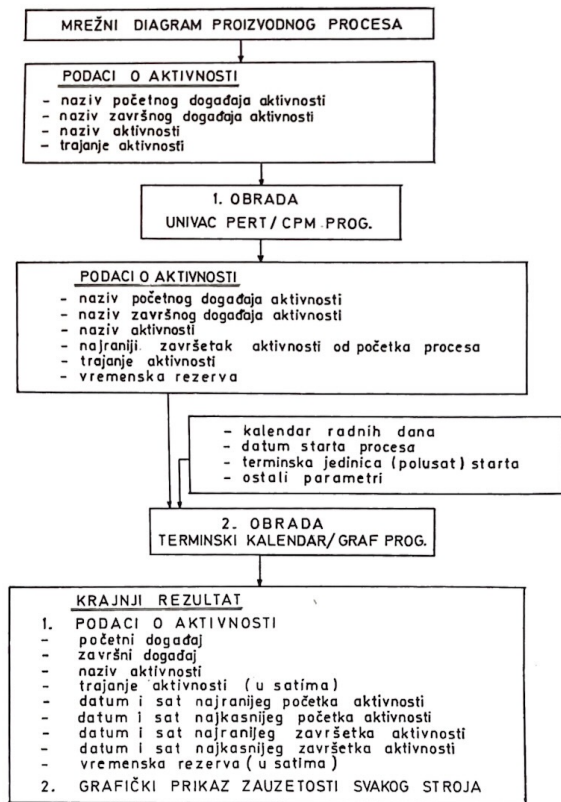 MREŽNI DIAGRAM PROIZVODNOG PROCESA
PODACI O AKTIVNOSTI
- naziv početnog događaja aktivnosti
- naziv završnog događaja aktivnosti
- naziv aktivnosti
- trajanje aktivnosti
1. OBRADA
UNIVAC PERT/CPM PROG.
PODACI O AKTIVNOSTI
- naziv početnog događaja aktivnosti
- naziv završnog događaja aktivnosti
- naziv aktivnosti
- najraniji završetak aktivnosti od početka procesa
- trajanje aktivnosti
- vremenska rezerva
- kalendar radnih dana
- datum starta procesa
- terminska jedinica (polusat) starta
- ostali parametri
2. OBRADA
TERMINSKI KALENDAR/GRAF PROG.
KRAJNJI REZULTAT
1. PODACI O AKTIVNOSTI
- početni događaj
- završni događaj
- naziv aktivnosti
- trajanje aktivnosti (u satima)
- datum i sat najranijeg početka aktivnosti
- datum i sat najkasnijeg početka aktivnosti
- datum i sat najranijeg završetka aktivnosti
- datum i sat najkasnijeg završetka aktivnosti
- vremenska rezerva (u satima)
2. GRAFIČKI PRIKAZ ZAUZETOSTI SVAKOG STROJA